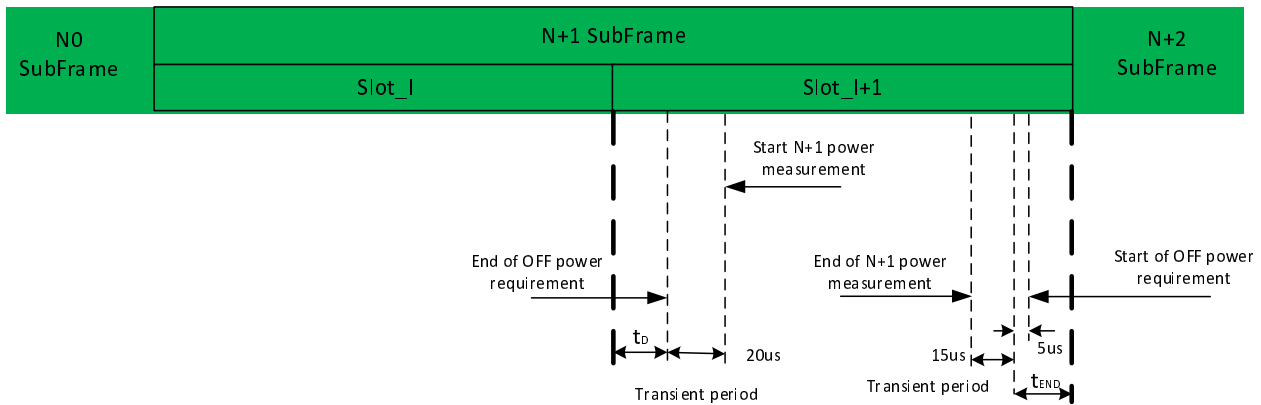 N0
SubFrame
N+1 SubFrame
N+2
SubFrame
Slot_I
Slot_I+1
Start N+1 power
measurement
End of OFF power
requirement
End of N+1 power
measurement
Start of OFF power
requirement
tD
20us
15us
5us
Transient period
Transient period
tEND